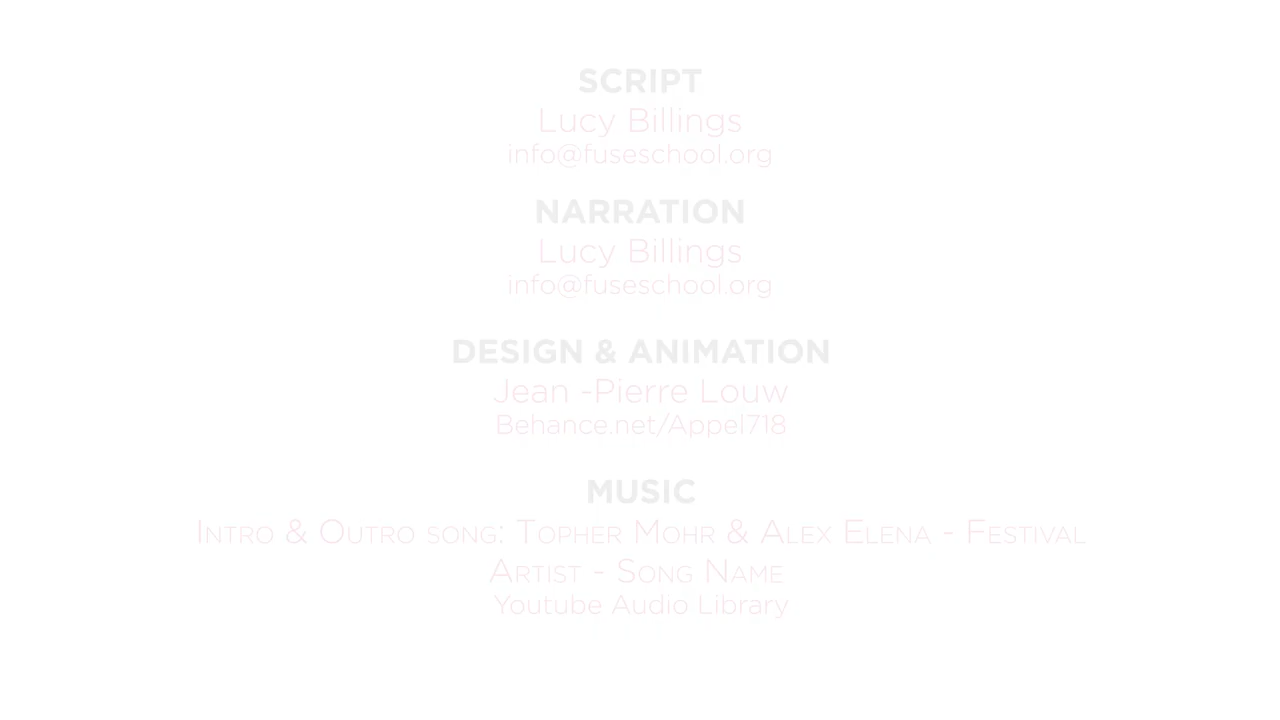 SCRIPT
Lucy Billings
info@fuseschool.org
NARRATION
Lucy Billings
info@fuseschool.org
DESIGN & ANIMATION
Jean -Pierre Louw
Behance.net/Appel718
MUSIC
Intro & Outro song: Topher Mohr & Alex Elena - Festival
Artist - Song Name
Youtube Audio Library